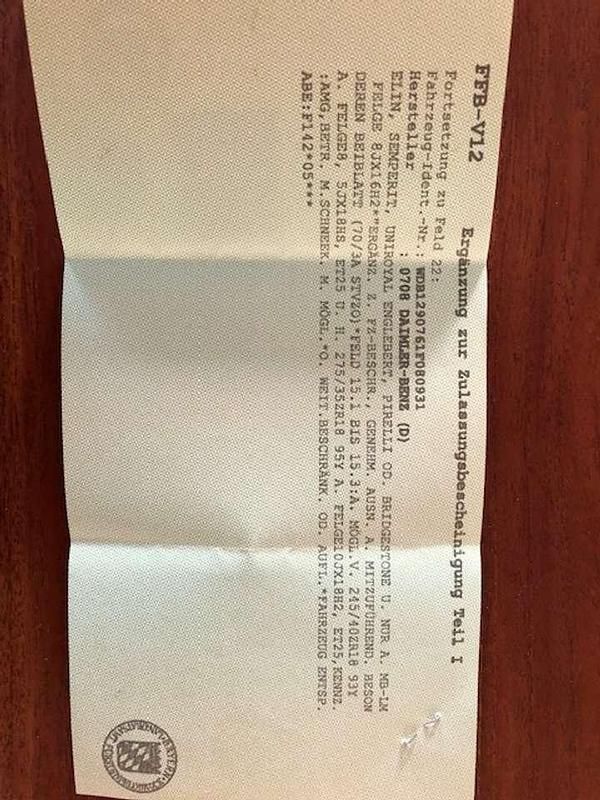 FFB-V12
Ergänzung zur Zulassungsbescheinigung Teil I
Fortsetzung zu Feld 22:
Fahrzeug-Ident.-Nr.: WDB1290761F080931
Hersteller : 0708 DAIMLER-BENZ (D)
ELIN, SEMPERIT, UNIROYAL ENGLEBERT, PIRELLI OD. BRIDGESTONE U. NUR A. MB-LM
FELGE 8JX16H2*"ERGÄNZ. Z. FZ-BESCHR., GENEHM. AUSN. A. MITZUFÜHREND. BESON
DEREN BEIBLATT (70/3A STVZO)*FELD 15.1 BIS 15.3:A. MÖGL.V. 245/40ZR18 93Y
A. FELGE8, 5JX18H5, ET25 U. H. 275/35ZR18 95Y A. FELGE10JX18H2, ET25,KENNZ.
:AMG,BETR. M.SCHNEEK. M. MÖGL.*O. WEIT.BESCHRÄNK. OD. AUFL.*FAHRZEUG ENTSP.
ABE:F142*05***